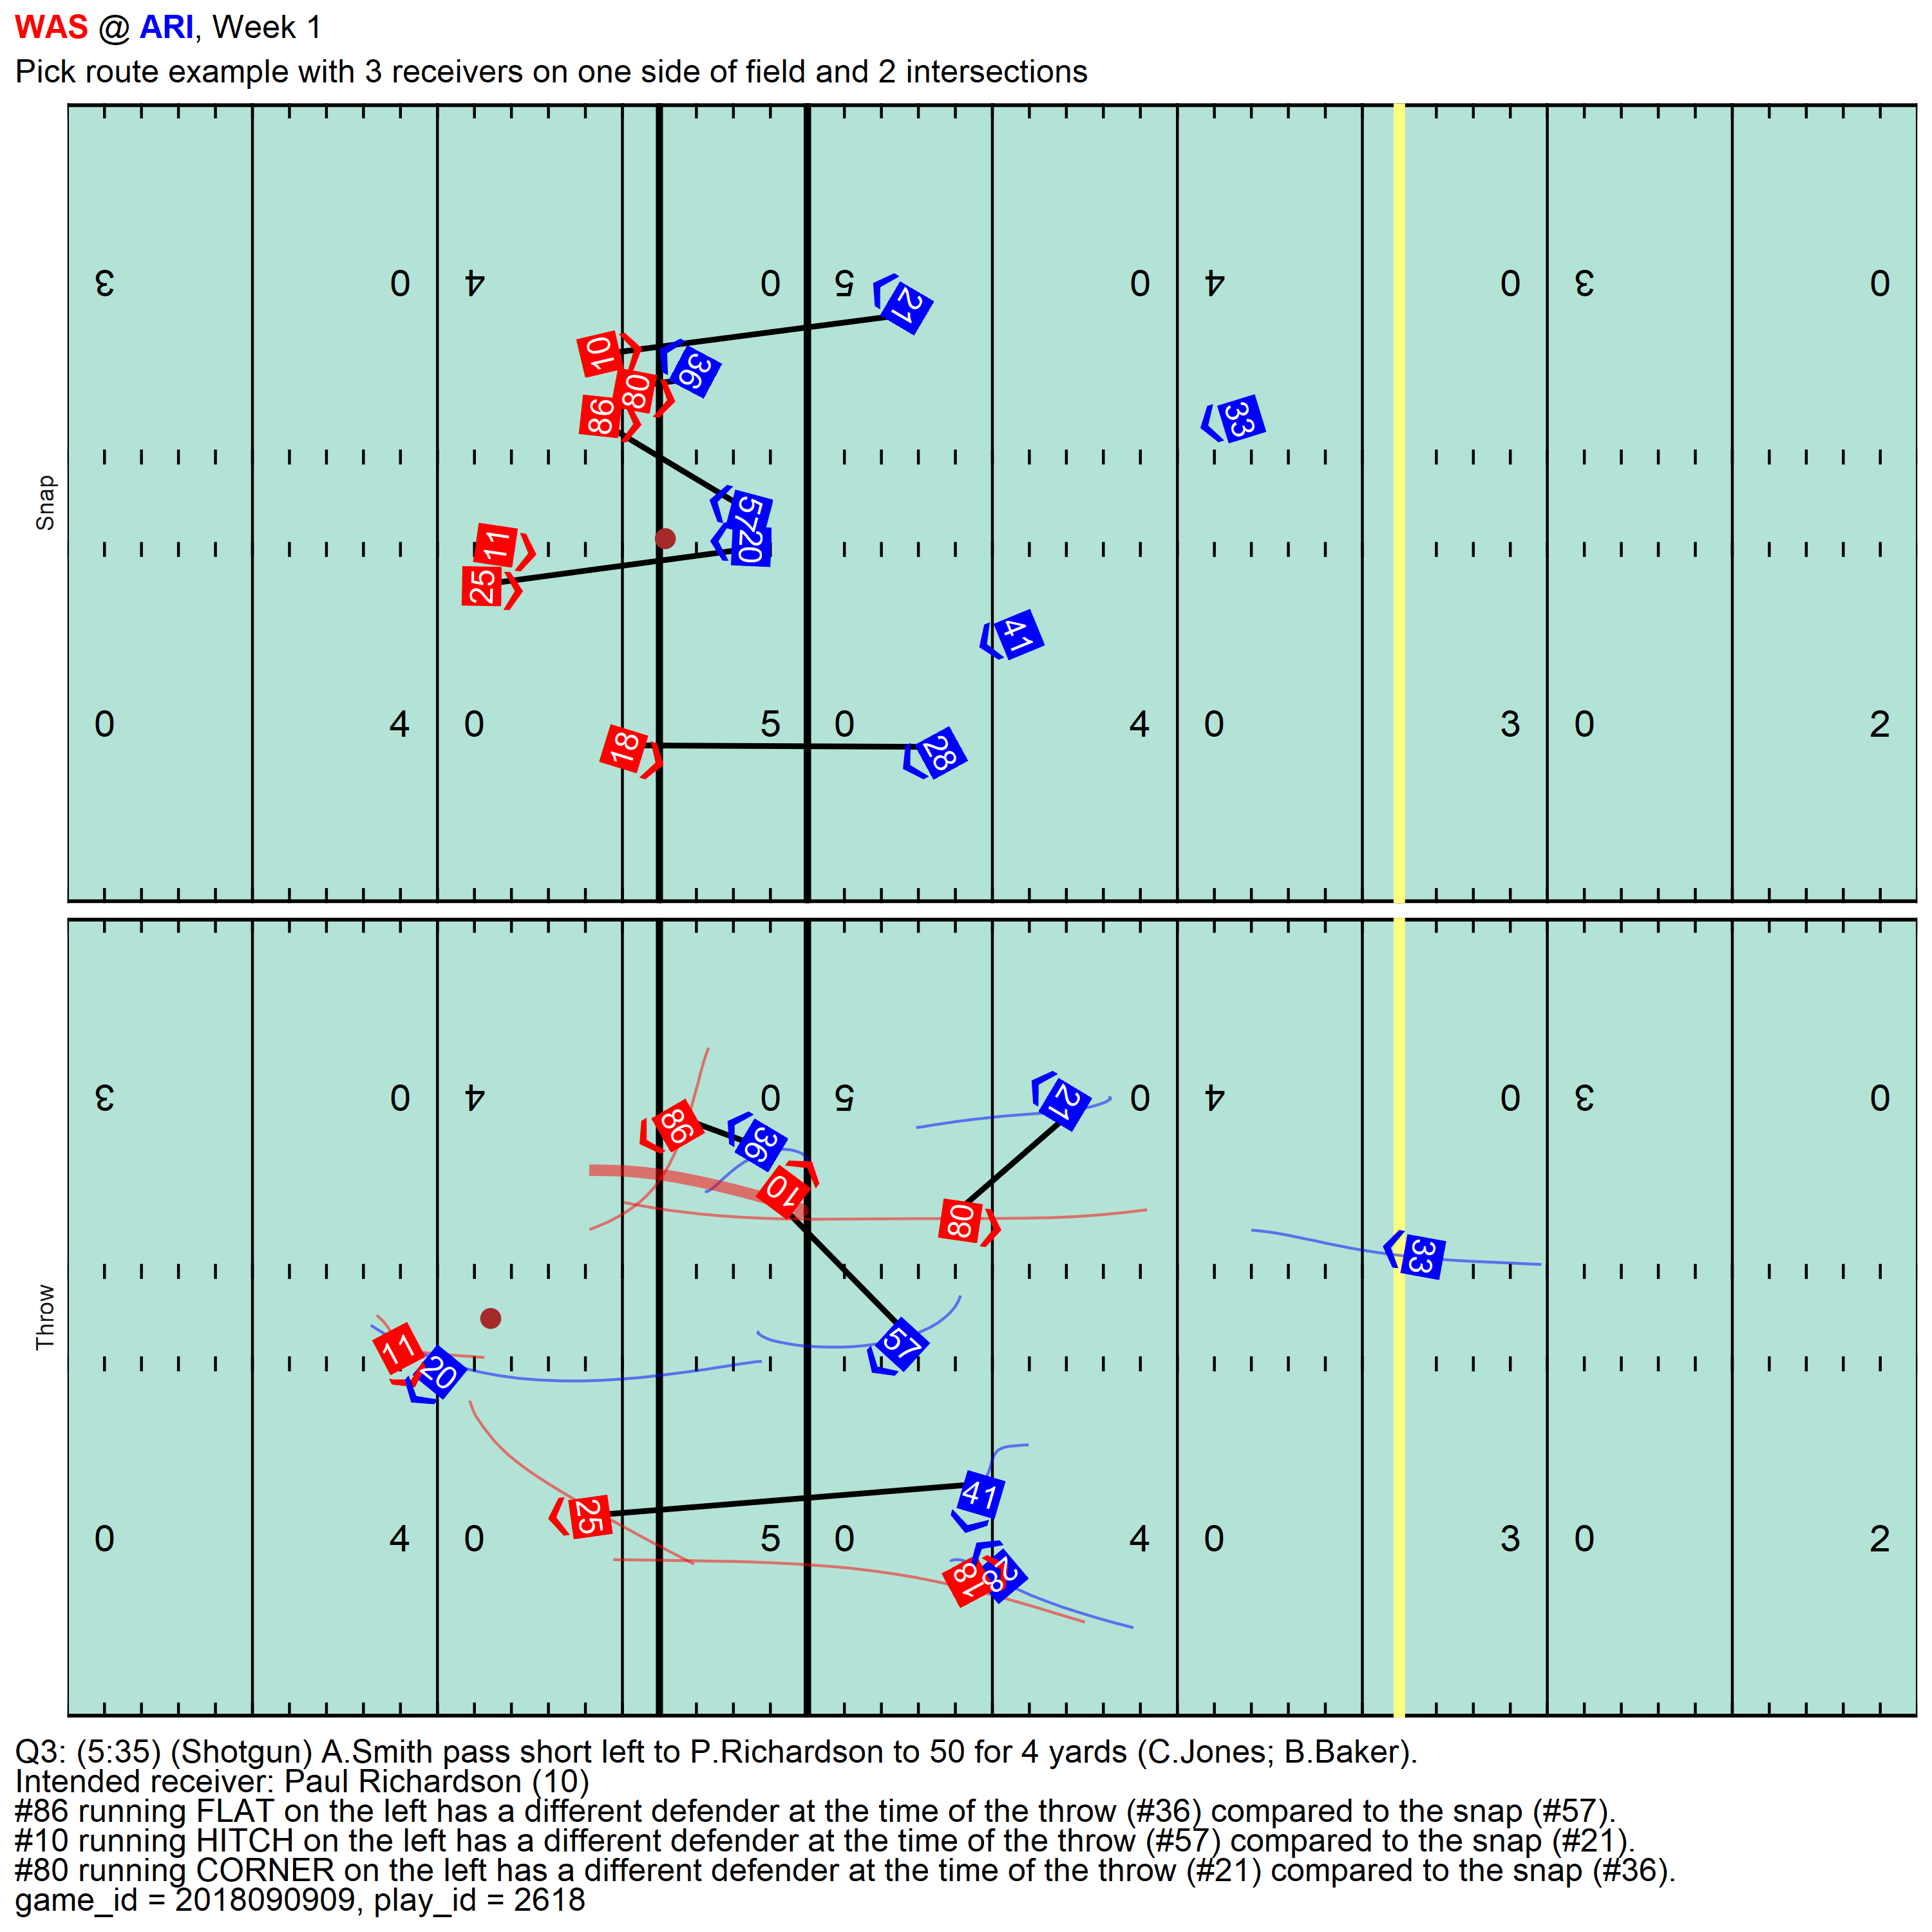 WAS @ ARI, Week 1
Pick route example with 3 receivers on one side of field and 2 intersections
Snap
3 0 4 0 5 0 4 0 3 0
21
10
36
80
86
33
57
20
11
25
41
0 4 0 5 0 4 0 3 0 2
18
28
Throw
3 0 4 0 5 0 4 0 3 0
21
86
36
10
80
33
57
11
20
41
25
18
28
0 4 0 5 0 4 0 3 0 2
Q3: (5:35) (Shotgun) A.Smith pass short left to P.Richardson to 50 for 4 yards (C.Jones; B.Baker).
Intended receiver: Paul Richardson (10)
#86 running FLAT on the left has a different defender at the time of the throw (#36) compared to the snap (#57).
#10 running HITCH on the left has a different defender at the time of the throw (#57) compared to the snap (#21).
#80 running CORNER on the left has a different defender at the time of the throw (#21) compared to the snap (#36).
game_id = 2018090909, play_id = 2618